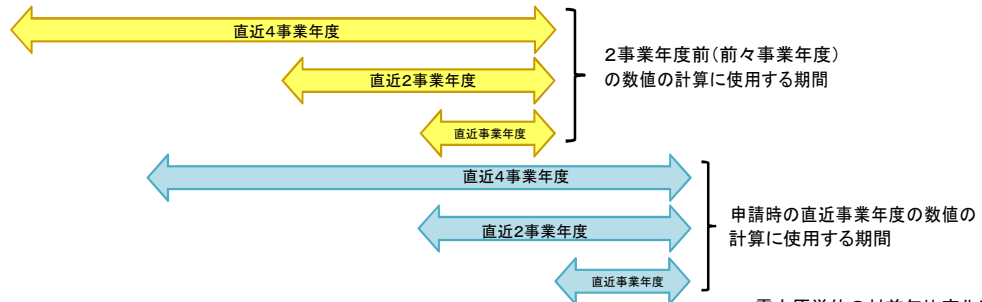 直近4事業年度
2事業年度前(前々事業年度)
の数値の計算に使用する期間
直近2事業年度
直近事業年度
直近4事業年度
申請時の直近事業年度の数値の
計算に使用する期間
直近2事業年度
直近事業年度